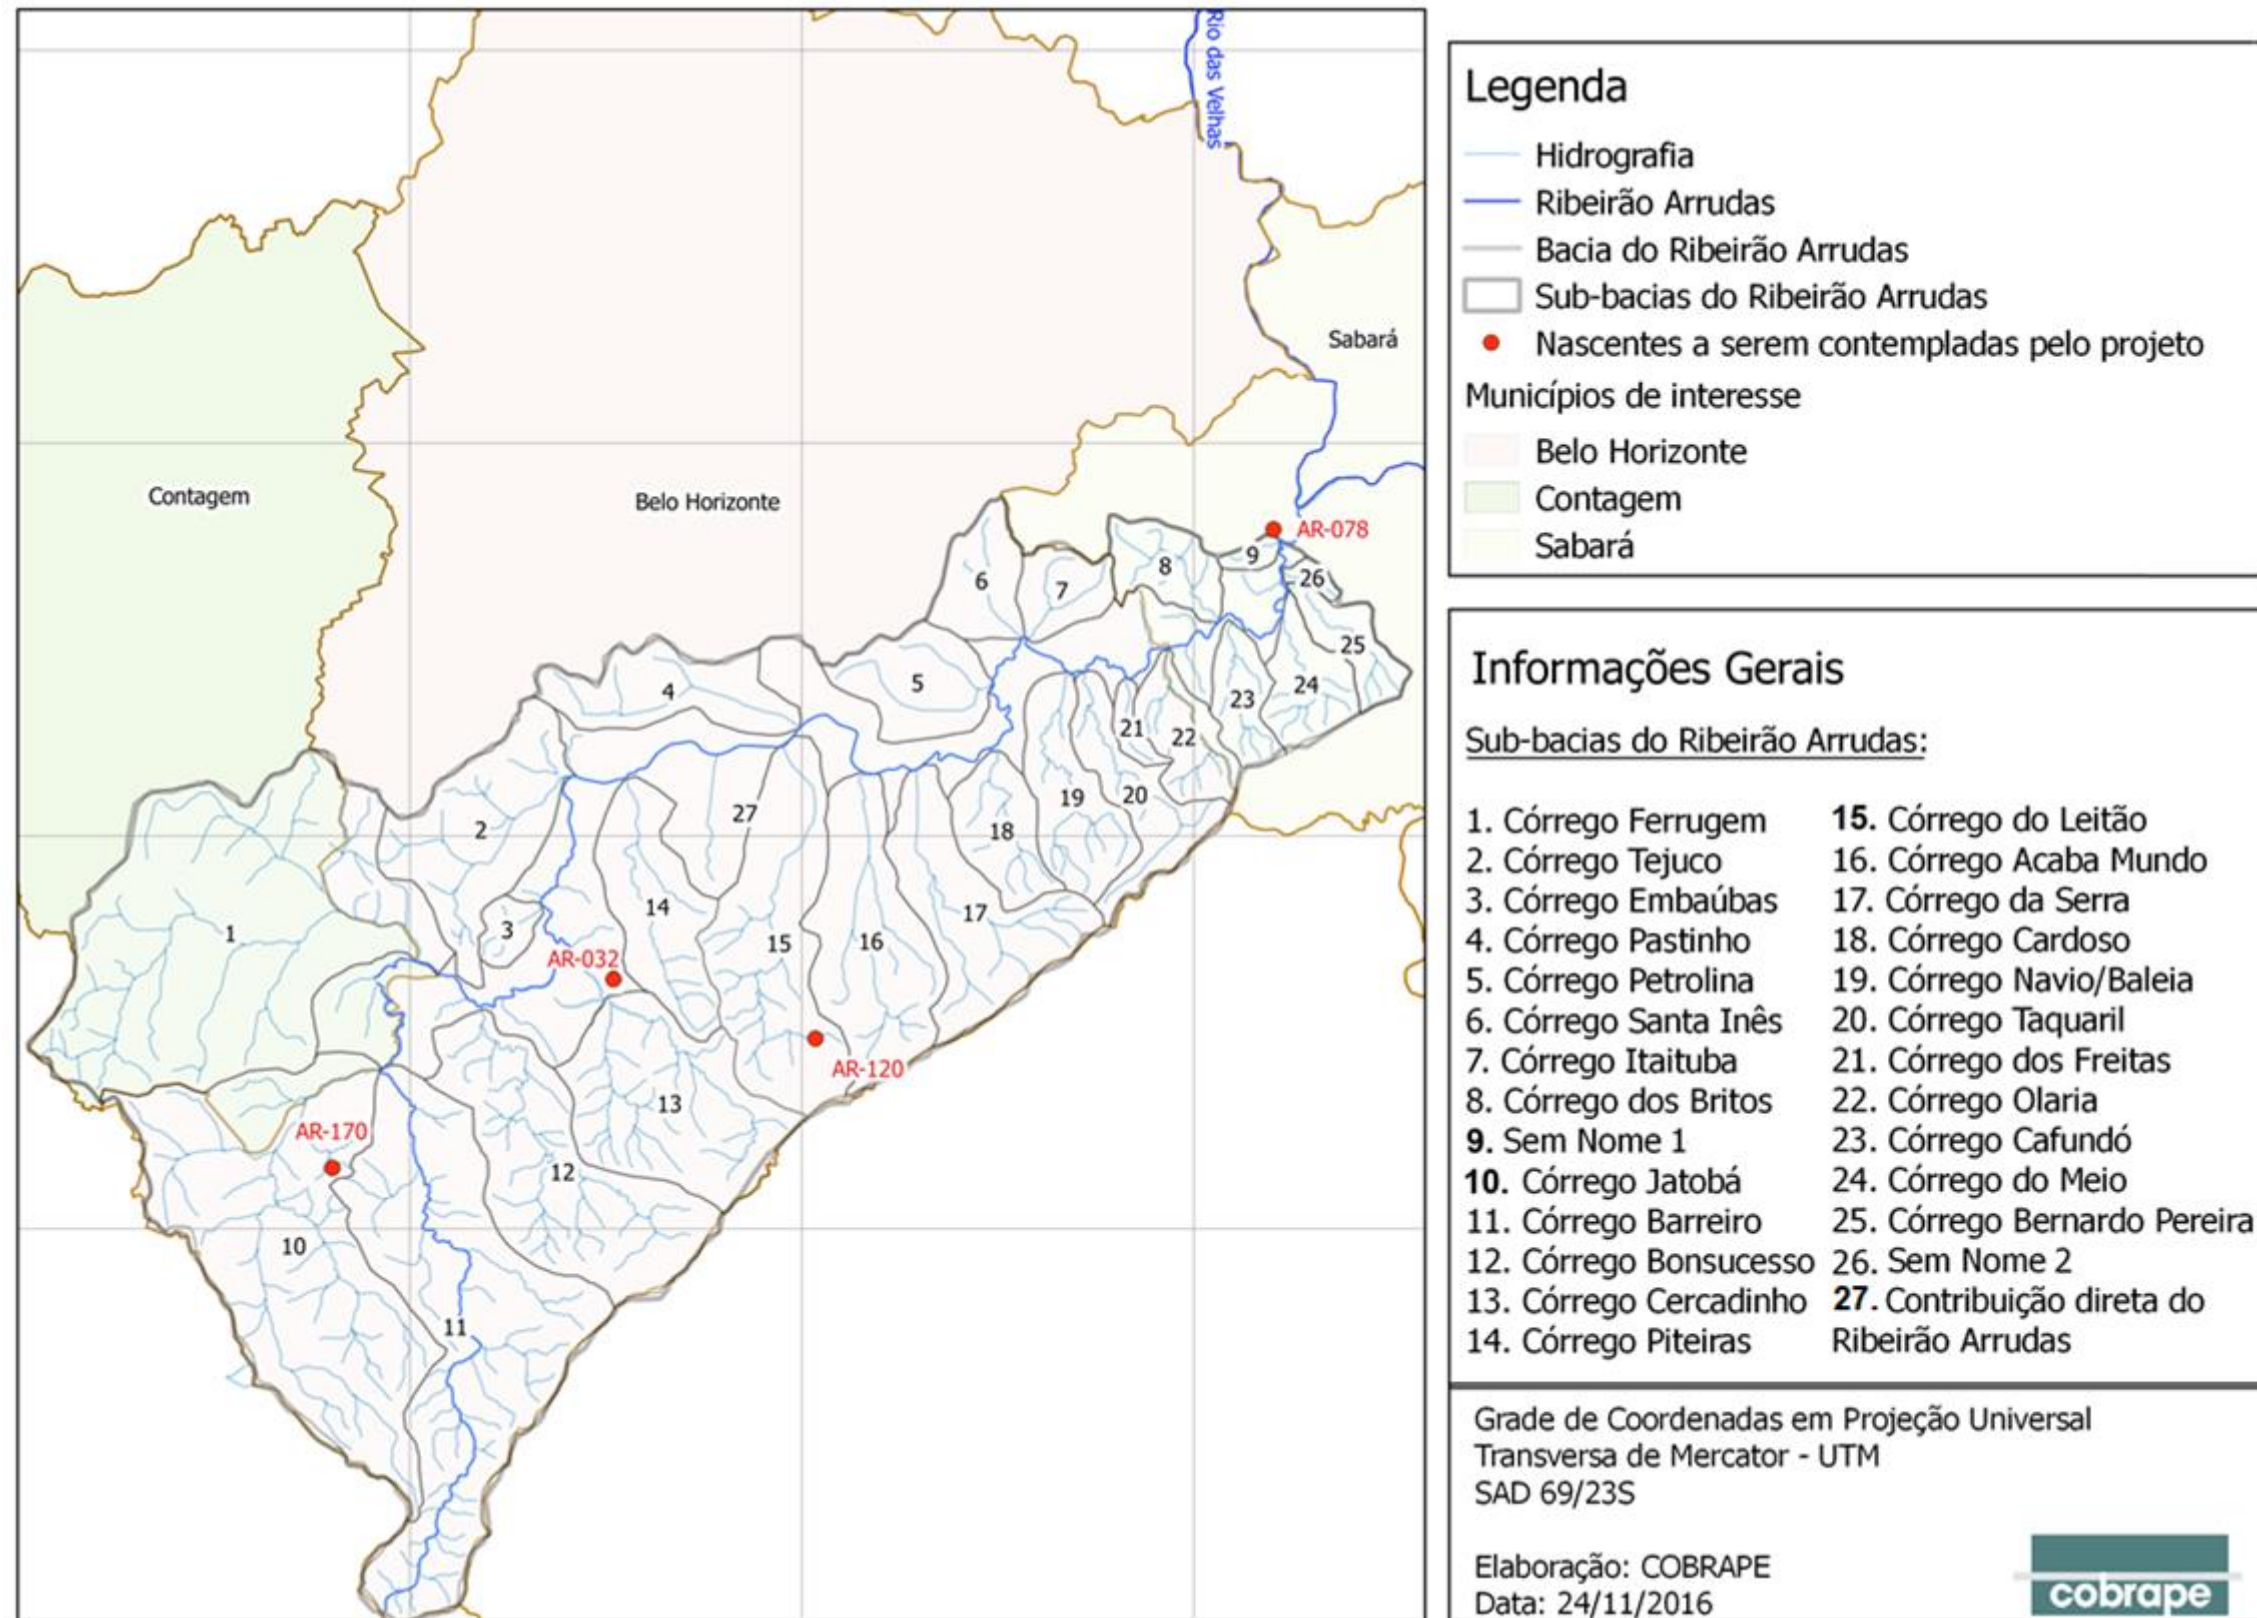 Rio das Velhas
Sabará
Contagem
Belo Horizonte
AR-078
9
8
26
6
7
25
5
4
24
23
21
22
19
20
27
2
18
14
17
1
3
15
16
AR-032
AR-120
13
AR-170
12
10
11
Legenda
Hidrografia
Ribeirão Arrudas
Bacia do Ribeirão Arrudas
Sub-bacias do Ribeirão Arrudas
Nascentes a serem contempladas pelo projeto
Municípios de interesse
Belo Horizonte
Contagem
Sabará
Informações Gerais
Sub-bacias do Ribeirão Arrudas:
1. Córrego Ferrugem
2. Córrego Tejuco
3. Córrego Embaúbas
4. Córrego Pastinho
5. Córrego Petrolina
6. Córrego Santa Inês
7. Córrego Itaituba
8. Córrego dos Britos
9. Sem Nome 1
10. Córrego Jatobá
11. Córrego Barreiro
12. Córrego Bonsucesso
13. Córrego Cercadinho
14. Córrego Piteiras
15. Córrego do Leitão
16. Córrego Acaba Mundo
17. Córrego da Serra
18. Córrego Cardoso
19. Córrego Navio/Baleia
20. Córrego Taquaril
21. Córrego dos Freitas
22. Córrego Olaria
23. Córrego Cafundó
24. Córrego do Meio
25. Córrego Bernardo Pereira
26. Sem Nome 2
27. Contribuição direta do
Ribeirão Arrudas
Grade de Coordenadas em Projeção Universal
Transversa de Mercator - UTM
SAD 69/23S
Elaboração: COBRAPE
Data: 24/11/2016
cobrape